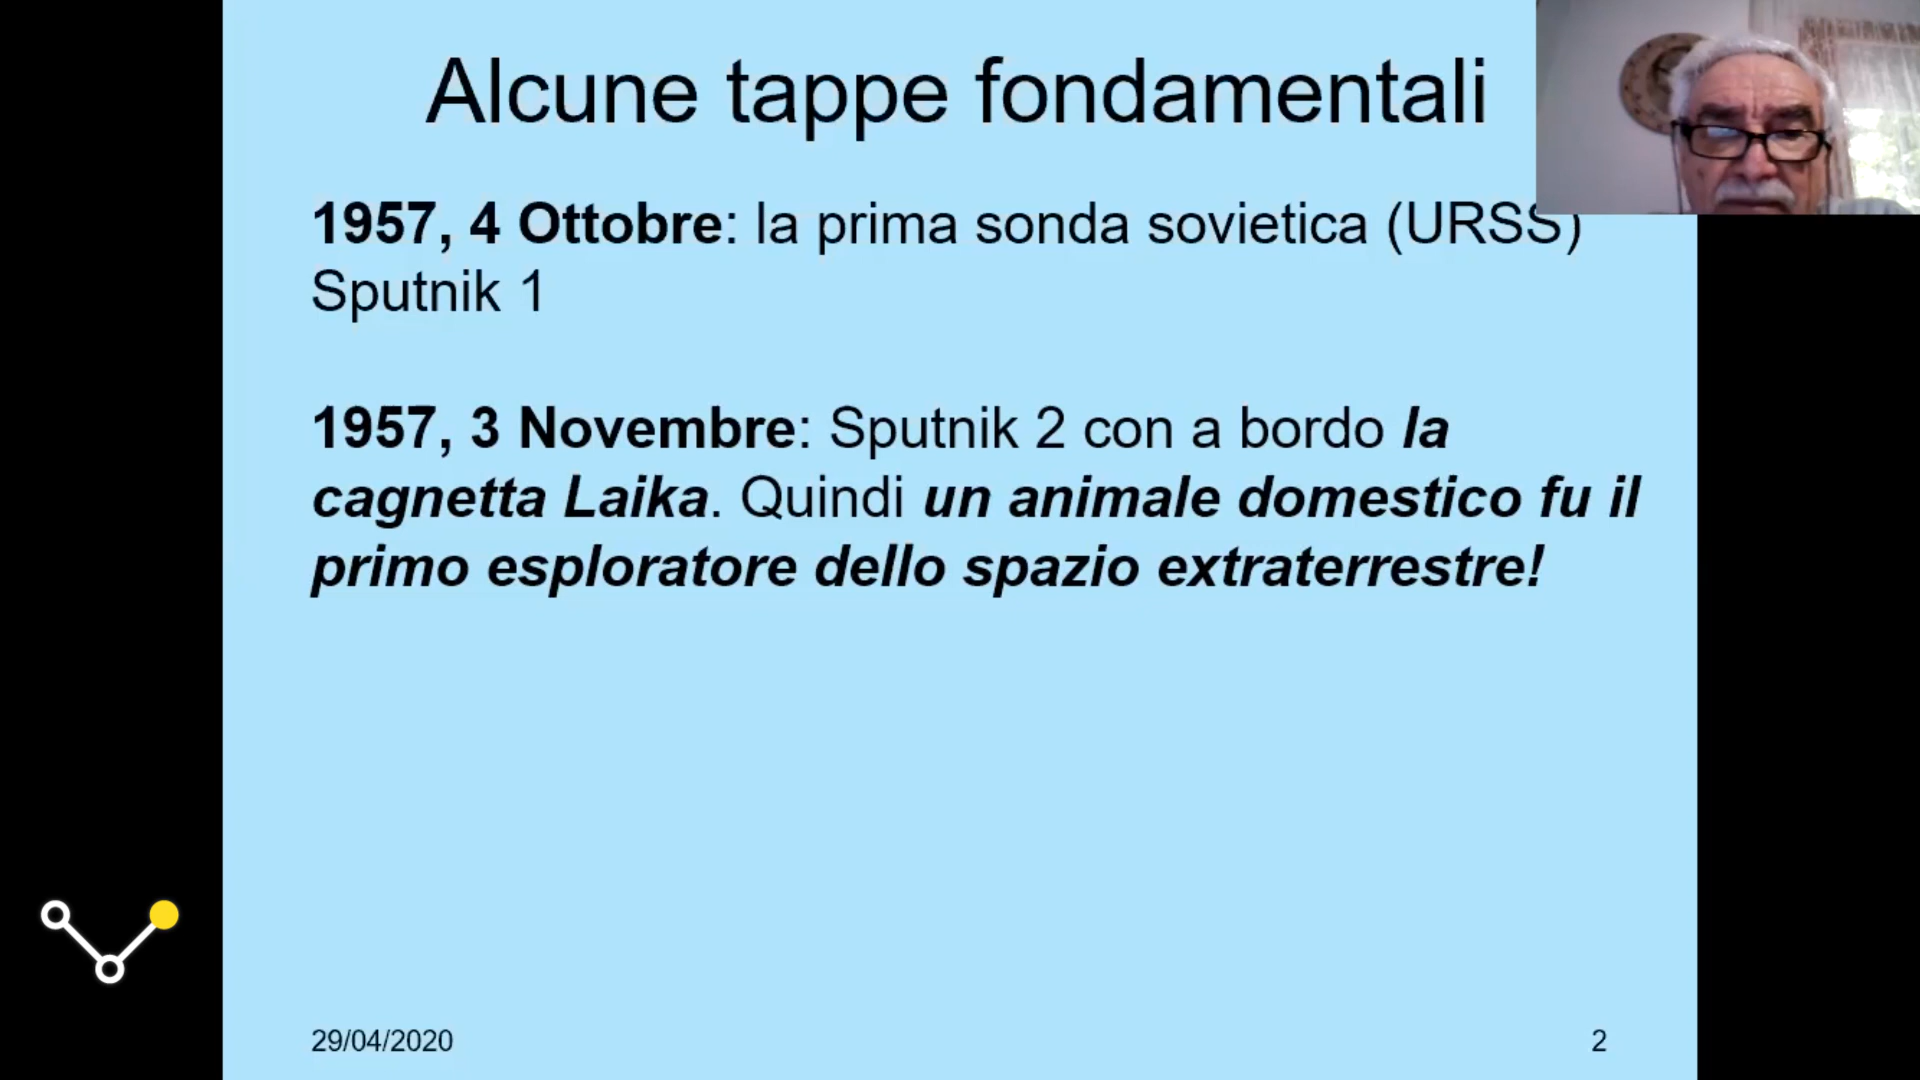 Alcune tappe fondamentali
1957, 4 Ottobre: la prima sonda sovietica (URSS)
Sputnik 1
1957, 3 Novembre: Sputnik 2 con a bordo la
cagnetta Laika. Quindi un animale domestico fu il
primo esploratore dello spazio extraterrestre!
29/04/2020
2